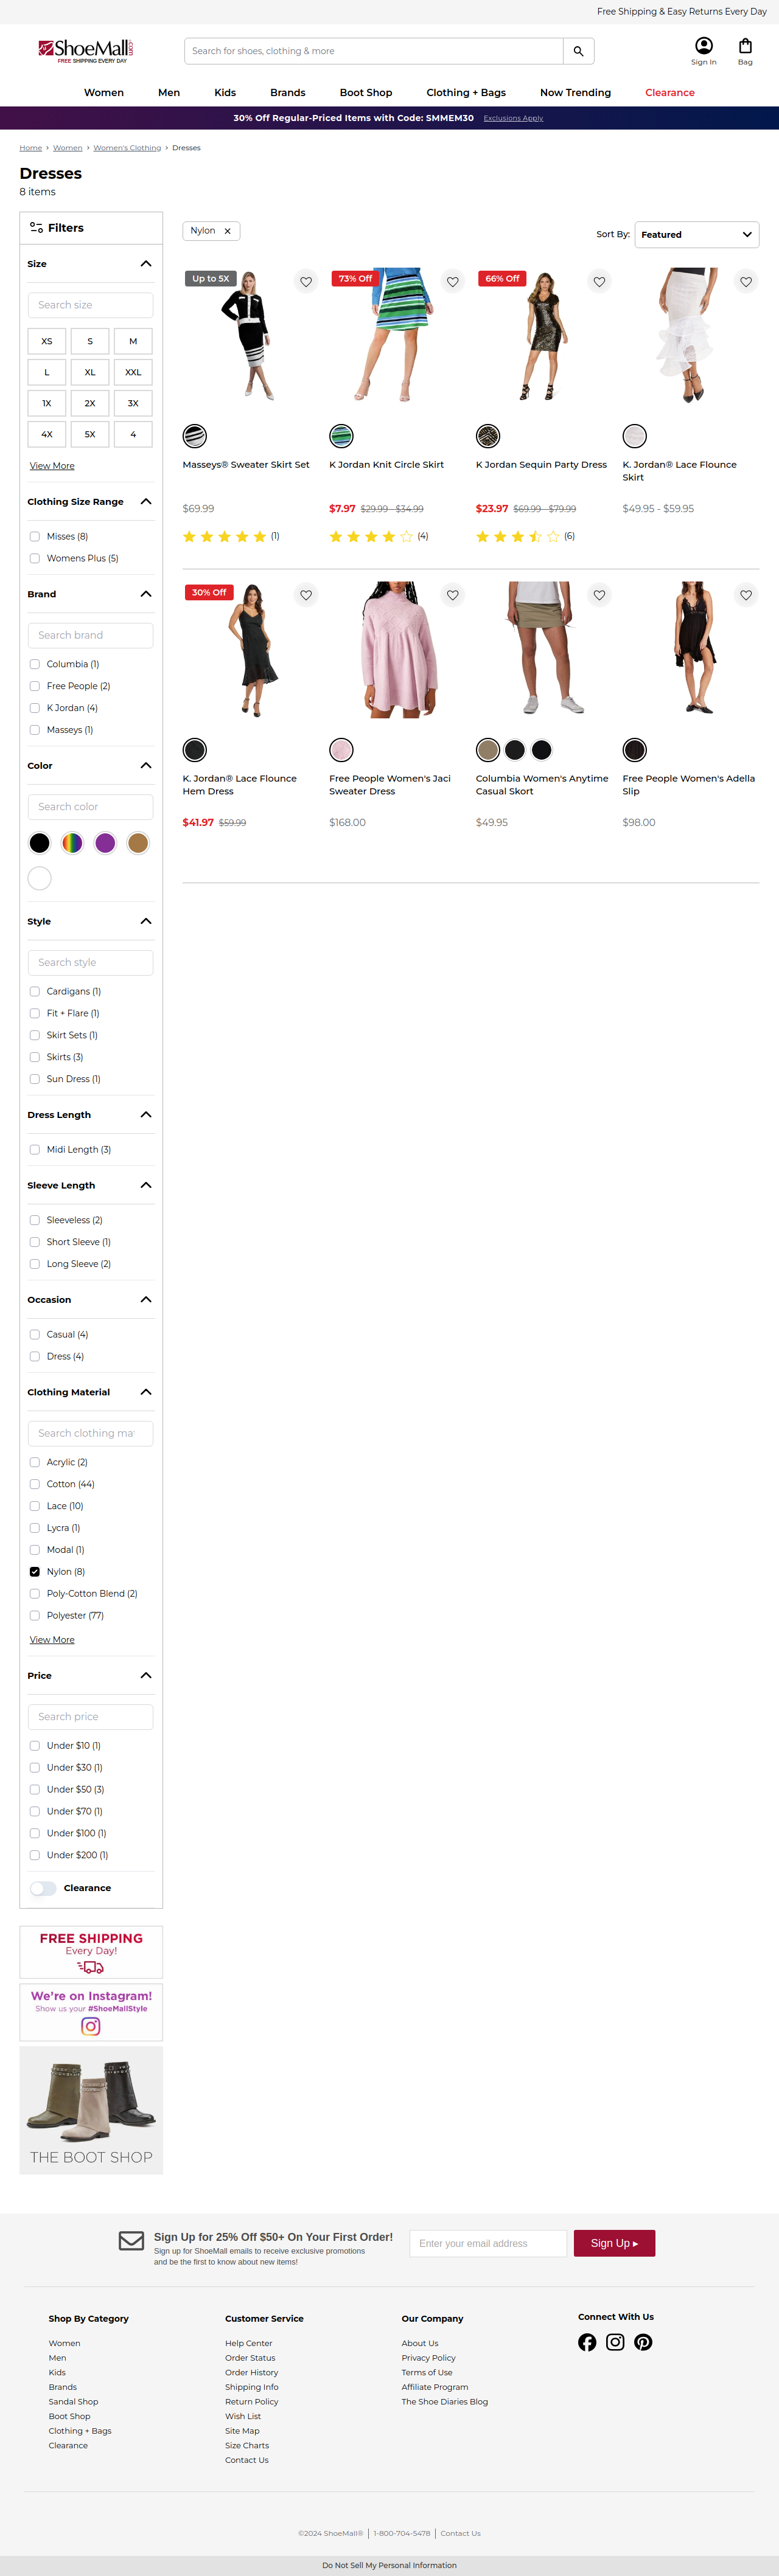 Free Shipping & Easy Returns Every Day
ShoeMall.com
FREE SHIPPING EVERY DAY
Search for shoes, clothing & more
Sign In
Bag
Women
Men
Kids
Brands
Boot Shop
Clothing + Bags
Now Trending
Clearance
30% Off Regular-Priced Items with Code: SMMEM30 Exclusions Apply
Home › Women › Women's Clothing › Dresses
Dresses
8 items
Filters
Size
Search size
XS S M
L XL XXL
1X 2X 3X
4X 5X 4
View More
Clothing Size Range
Misses (8)
Womens Plus (5)
Brand
Search brand
Columbia (1)
Free People (2)
K Jordan (4)
Masseys (1)
Color
Search color
Style
Search style
Cardigans (1)
Fit + Flare (1)
Skirt Sets (1)
Skirts (3)
Sun Dress (1)
Dress Length
Midi Length (3)
Sleeve Length
Sleeveless (2)
Short Sleeve (1)
Long Sleeve (2)
Occasion
Casual (4)
Dress (4)
Clothing Material
Search clothing ma
Acrylic (2)
Cotton (44)
Lace (10)
Lycra (1)
Modal (1)
Nylon (8)
Poly-Cotton Blend (2)
Polyester (77)
View More
Price
Search price
Under $10 (1)
Under $30 (1)
Under $50 (3)
Under $70 (1)
Under $100 (1)
Under $200 (1)
Clearance
FREE SHIPPING
Every Day!
We're on Instagram!
Show us your #ShoeMallStyle
THE BOOT SHOP
Nylon ×
Sort By: Featured
Up to 5X
Masseys® Sweater Skirt Set
$69.99
(1)
73% Off
K Jordan Knit Circle Skirt
$7.97 $29.99 - $34.99
(4)
66% Off
K Jordan Sequin Party Dress
$23.97 $69.99 - $79.99
(6)
K. Jordan® Lace Flounce
Skirt
$49.95 - $59.95
30% Off
K. Jordan® Lace Flounce
Hem Dress
$41.97 $59.99
Free People Women's Jaci
Sweater Dress
$168.00
Columbia Women's Anytime
Casual Skort
$49.95
Free People Women's Adella
Slip
$98.00
Sign Up for 25% Off $50+ On Your First Order!
Sign up for ShoeMall emails to receive exclusive promotions
and be the first to know about new items!
Enter your email address
Sign Up ▸
Shop By Category
Women
Men
Kids
Brands
Sandal Shop
Boot Shop
Clothing + Bags
Clearance
Customer Service
Help Center
Order Status
Order History
Shipping Info
Return Policy
Wish List
Site Map
Size Charts
Contact Us
Our Company
About Us
Privacy Policy
Terms of Use
Affiliate Program
The Shoe Diaries Blog
Connect With Us
©2024 ShoeMall® | 1-800-704-5478 | Contact Us
Do Not Sell My Personal Information